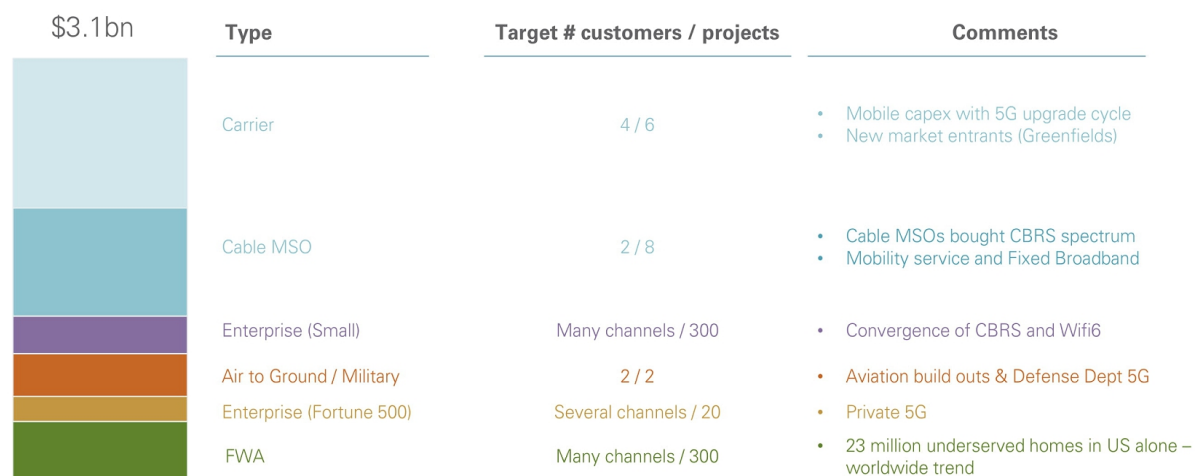 $3.1bn
Type Target # customers / projects Comments
Carrier 4 / 6
• Mobile capex with 5G upgrade cycle
• New market entrants (Greenfields)
Cable MSO 2 / 8
• Cable MSOs bought CBRS spectrum
• Mobility service and Fixed Broadband
Enterprise (Small) Many channels / 300 • Convergence of CBRS and Wifi6
Air to Ground / Military 2 / 2 • Aviation build outs & Defense Dept 5G
Enterprise (Fortune 500) Several channels / 20 • Private 5G
FWA Many channels / 300
• 23 million underserved homes in US alone –
worldwide trend